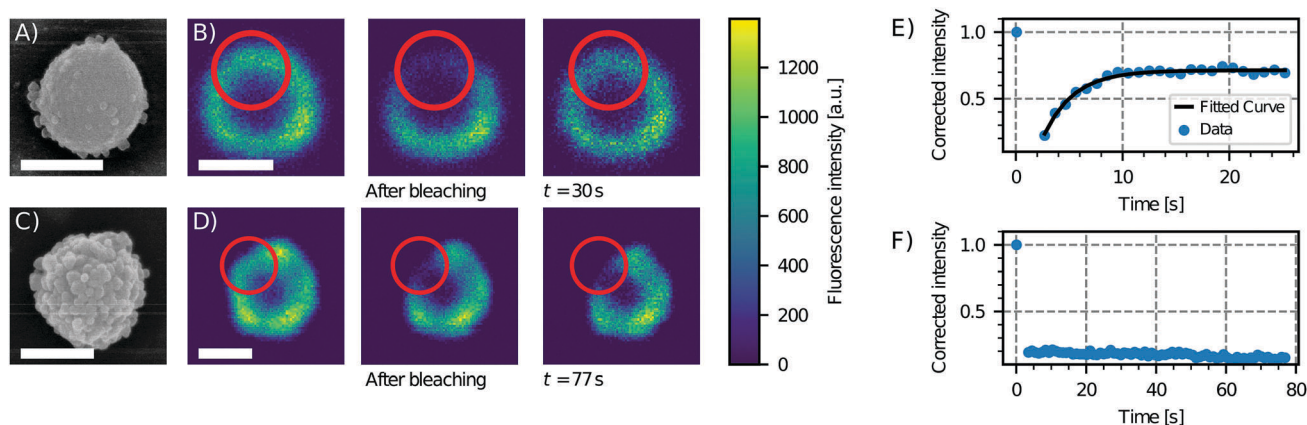 A)
B)
After bleaching
t = 30 s
C)
D)
After bleaching
t = 77 s
1200
1000
800
600
400
200
0
Fluorescence intensity [a.u.]
E)
Corrected intensity
1.0
0.5
Fitted Curve
Data
0
10
20
Time [s]
F)
Corrected intensity
1.0
0.5
0
20
40
60
80
Time [s]